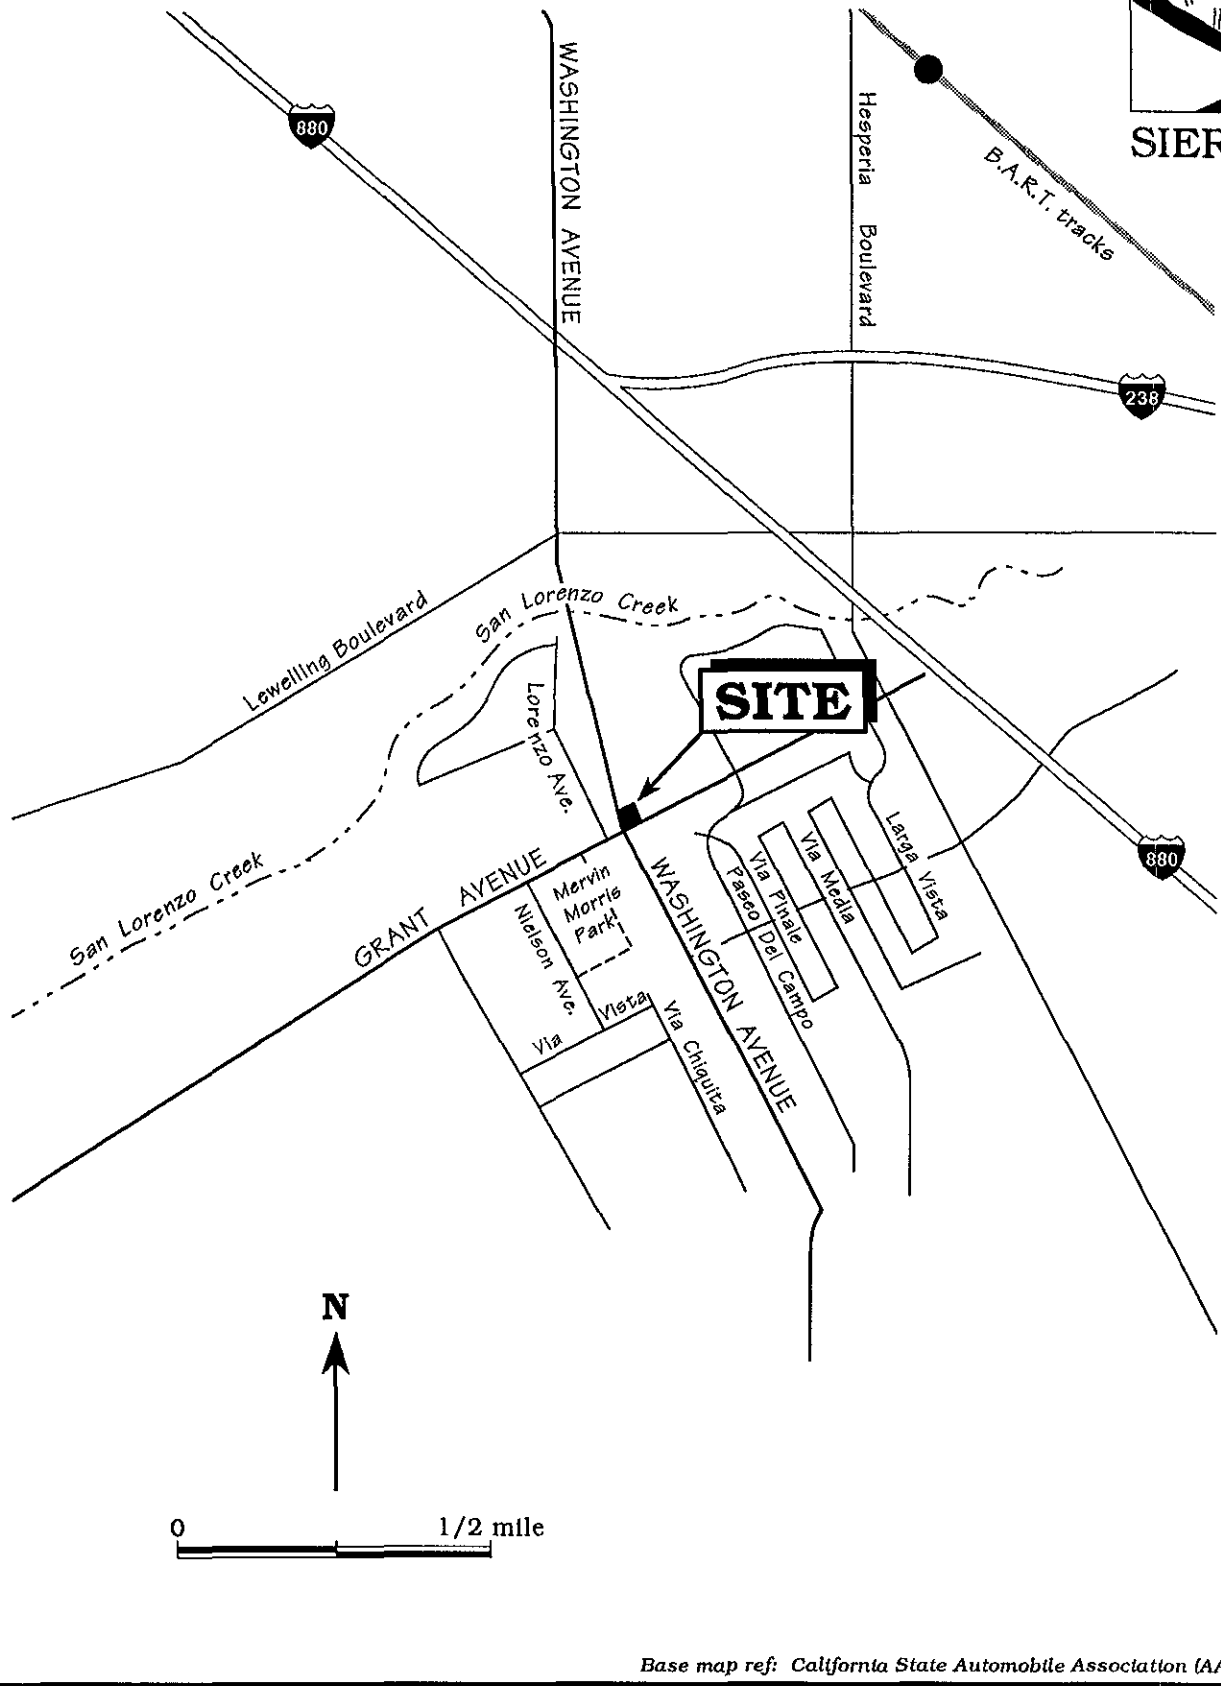 880
WASHINGTON AVENUE
Hesperia Boulevard
B.A.R.T. tracks
SIER
238
San Lorenzo Creek
Lewelling Boulevard
SITE
Lorenzo Ave.
San Lorenzo Creek
GRANT AVENUE
Mervin
Morris
Park
Nielson Ave.
WASHINGTON AVENUE
Via Pinale
Via Media
Larga Vista
880
Paseo Del Campo
Via Vista
Via Chiquita
N
0 1/2 mile
Base map ref: California State Automobile Association (AA